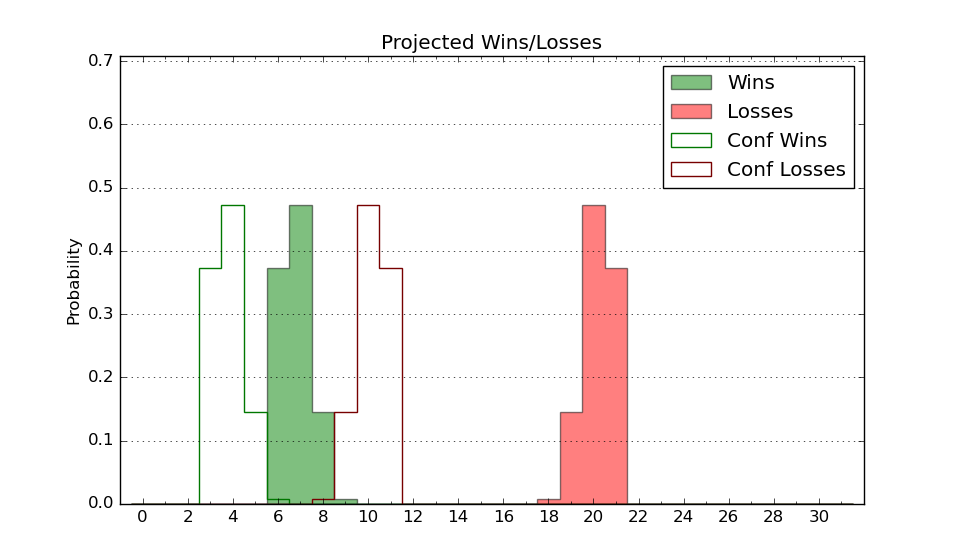 Projected Wins/Losses
0.7
0.6
0.5
0.4
0.3
0.2
0.1
0.0
Probability
Wins
Losses
Conf Wins
Conf Losses
0 2 4 6 8 10 12 14 16 18 20 22 24 26 28 30